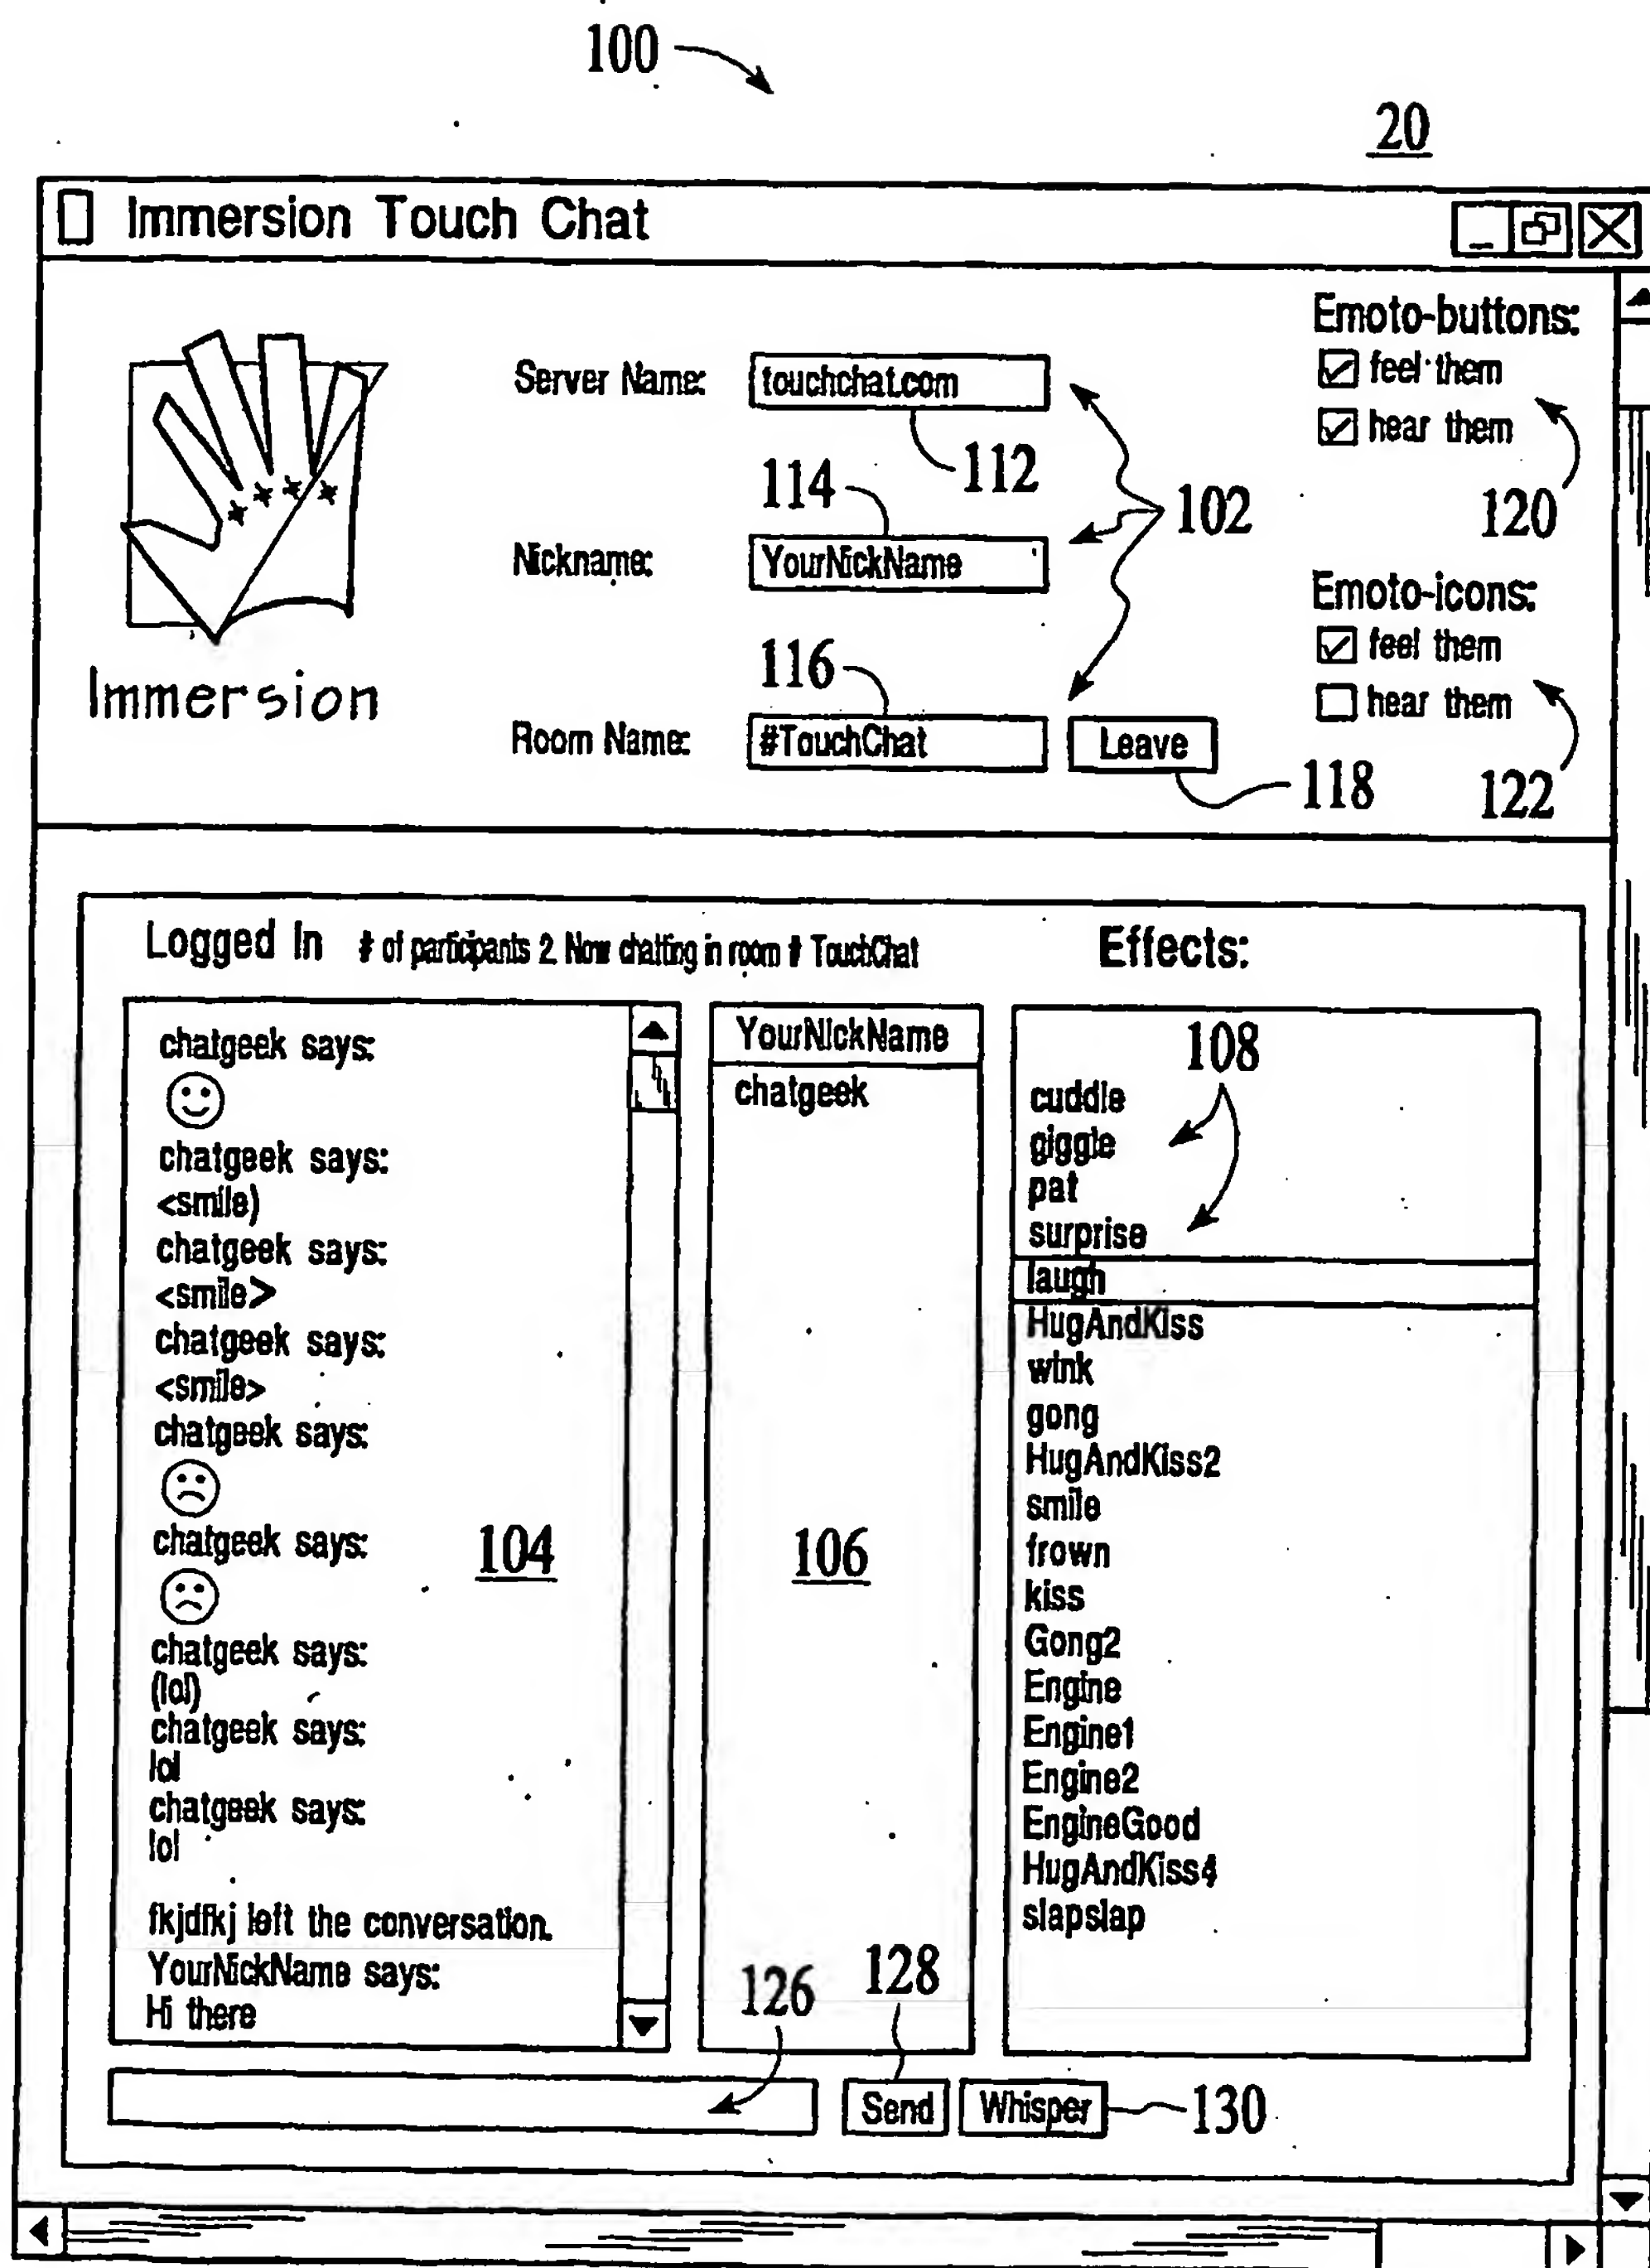 100
20
Immersion Touch Chat
Emoto-buttons:
Server Name: touchchat.com
feel them
hear them
112
114
102
120
Nickname: YourNickName
Emoto-icons:
feel them
116
hear them
Immersion
Room Name: #TouchChat Leave
118
122
Logged In # of participants 2. Now chatting in room # TouchChat
Effects:
chatgeek says:
chatgeek says:
<smile)
chatgeek says:
<smile>
chatgeek says:
<smile>
chatgeek says:
chatgeek says:
104
chatgeek says:
(lol)
chatgeek says:
lol
chatgeek says:
lol
fkjdfkj left the conversation.
YourNickName says:
Hi there
YourNickName
chatgeek
106
108
cuddle
giggle
pat
surprise
laugh
HugAndKiss
wink
gong
HugAndKiss2
smile
frown
kiss
Gong2
Engine
Engine1
Engine2
EngineGood
HugAndKiss4
slapslap
126
128
Send Whisper 130